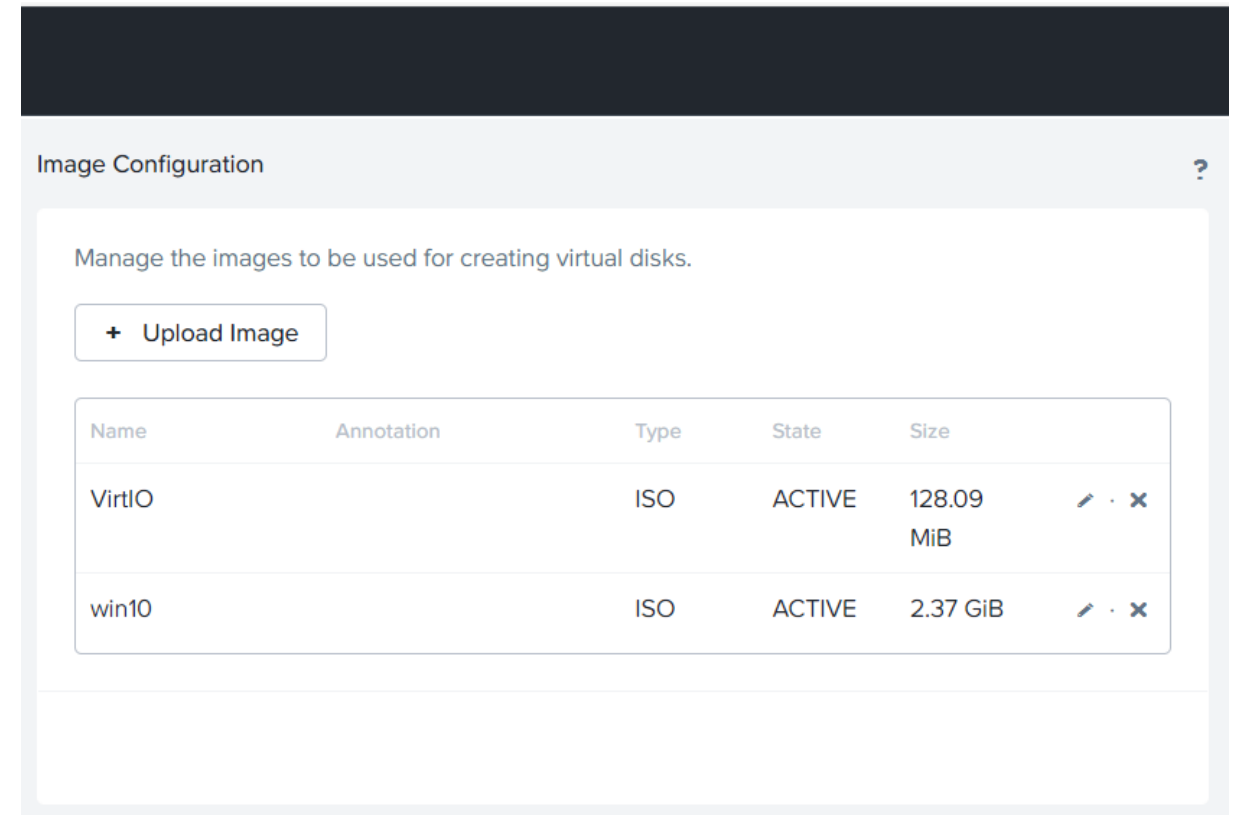 Image Configuration
?
Manage the images to be used for creating virtual disks.
+ Upload Image
Name Annotation Type State Size
VirtIO ISO ACTIVE 128.09
MiB
win10 ISO ACTIVE 2.37 GiB